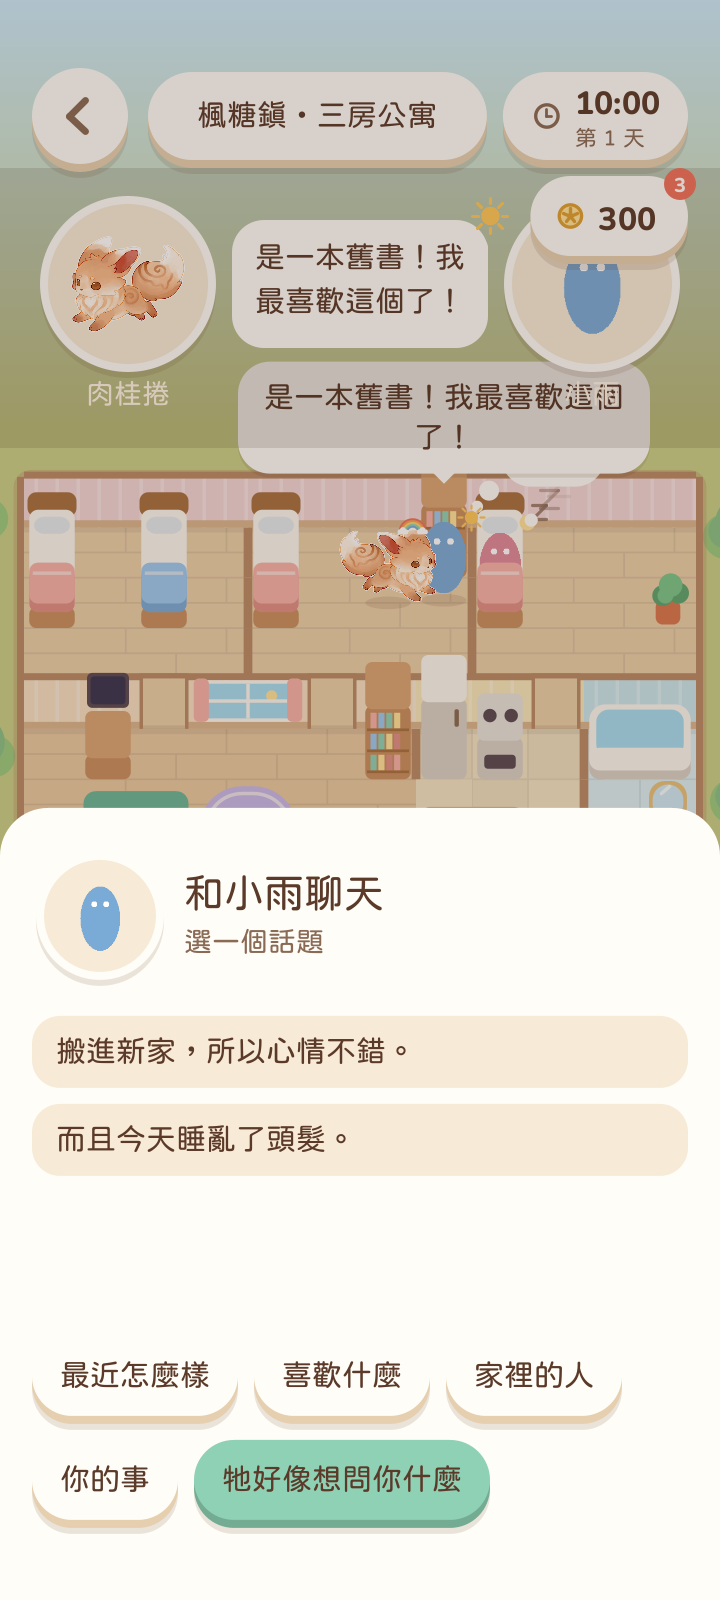 楓糖鎮·三房公寓
10:00
第 1 天
3
300
是一本舊書！我
最喜歡這個了！
肉桂捲
是一本舊書！我最喜歡這個
了！
Z
和小雨聊天
選一個話題
搬進新家，所以心情不錯。
而且今天睡亂了頭髮。
最近怎麼樣
喜歡什麼
家裡的人
你的事
牠好像想問你什麼